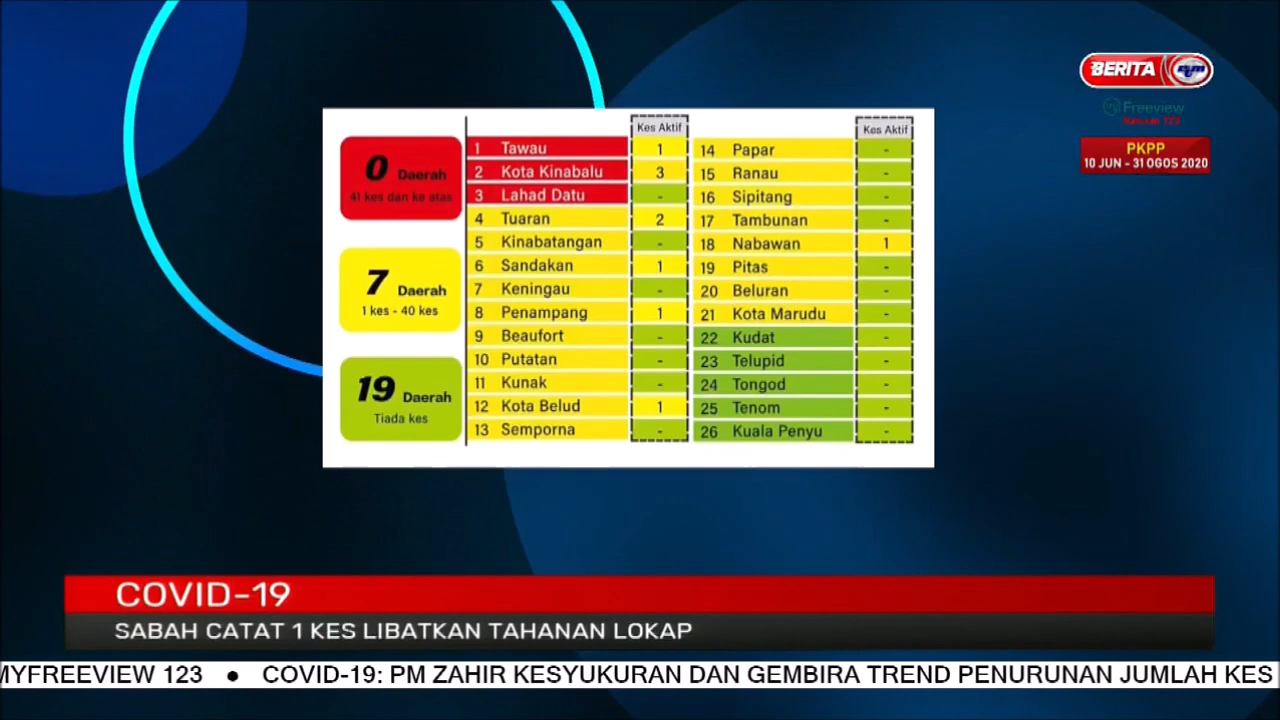 BERITA rtm
Freeview
Saluran 123
PKPP
10 JUN - 31 OGOS 2020
0 Daerah
41 kes dan ke atas
7 Daerah
1 kes - 40 kes
19 Daerah
Tiada kes
Kes Aktif
1 Tawau 1
2 Kota Kinabalu 3
3 Lahad Datu -
4 Tuaran 2
5 Kinabatangan -
6 Sandakan 1
7 Keningau -
8 Penampang 1
9 Beaufort -
10 Putatan -
11 Kunak -
12 Kota Belud 1
13 Semporna -
Kes Aktif
14 Papar -
15 Ranau -
16 Sipitang -
17 Tambunan -
18 Nabawan 1
19 Pitas -
20 Beluran -
21 Kota Marudu -
22 Kudat -
23 Telupid -
24 Tongod -
25 Tenom -
26 Kuala Penyu -
COVID-19
SABAH CATAT 1 KES LIBATKAN TAHANAN LOKAP
MYFREEVIEW 123 ● COVID-19: PM ZAHIR KESYUKURAN DAN GEMBIRA TREND PENURUNAN JUMLAH KES